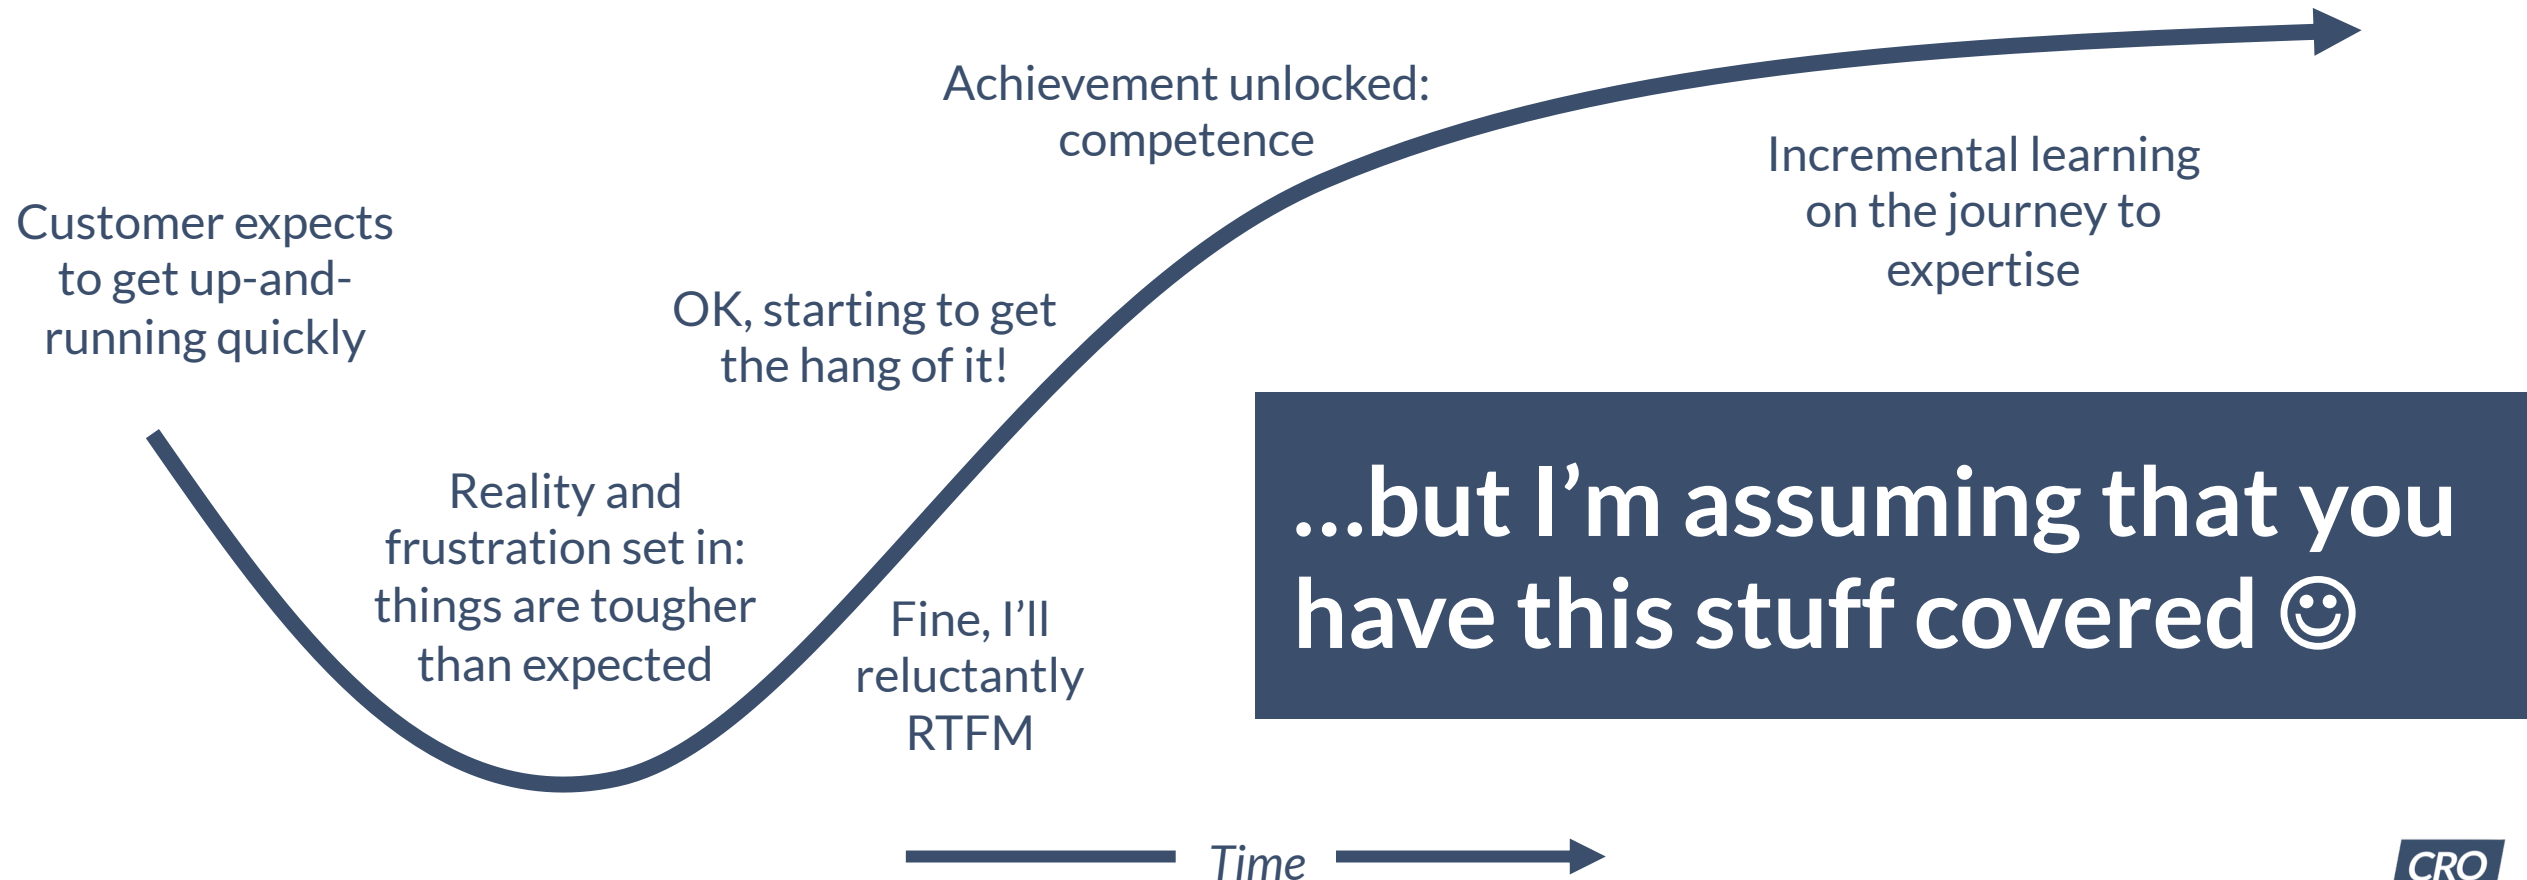 Customer expects
to get up-and-
running quickly
Reality and
frustration set in:
things are tougher
than expected
Fine, I’ll
reluctantly
RTFM
OK, starting to get
the hang of it!
Achievement unlocked:
competence
Incremental learning
on the journey to
expertise
…but I’m assuming that you
have this stuff covered ☺
Time
CRO